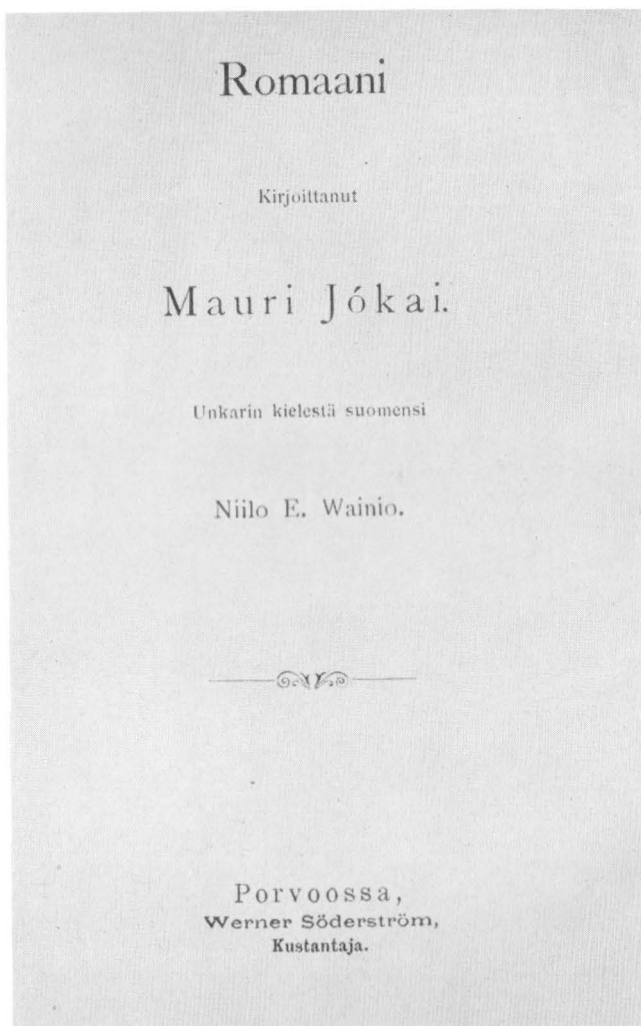 Romaani
Kirjoittanut
Mauri Jókai.
Unkarin kielestä suomensi
Niilo E. Wainio.
Porvoossa,
Werner Söderström,
Kustantaja.